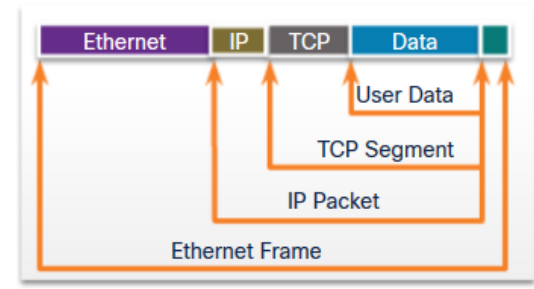 Ethernet IP TCP Data
User Data
TCP Segment
IP Packet
Ethernet Frame